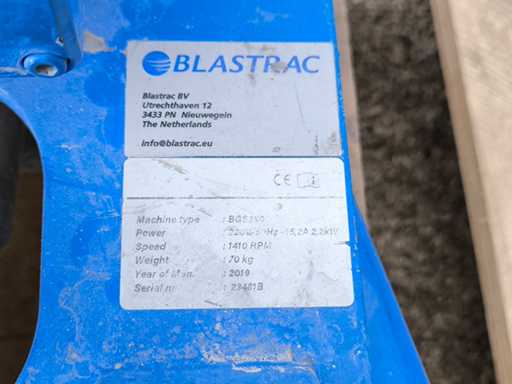 BLASTRAC
Blastrac BV
Utrechthaven 12
3433 PN Nieuwegein
The Netherlands
info@blastrac.eu
CE
Machine type
Power
Speed : 1410 RPM
Weight : 70 kg
Year of Man. : 2019
Serial nr